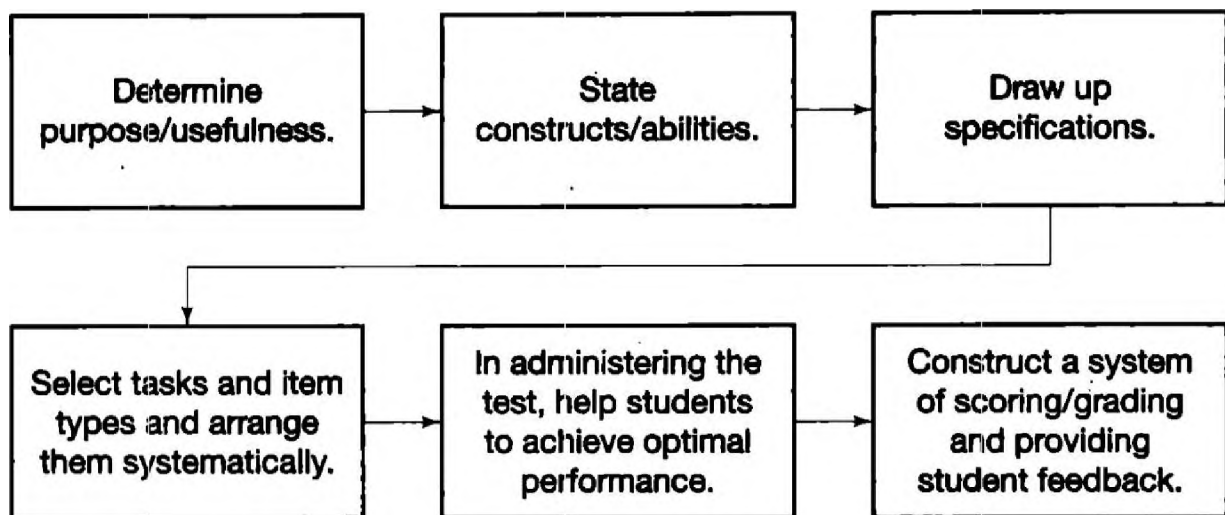 Determine
purpose/usefulness.
State
constructs/abilities.
Draw up
specifications.
Select tasks and item
types and arrange
them systematically.
In administering the
test, help students
to achieve optimal
performance.
Construct a system
of scoring/grading
and providing
student feedback.